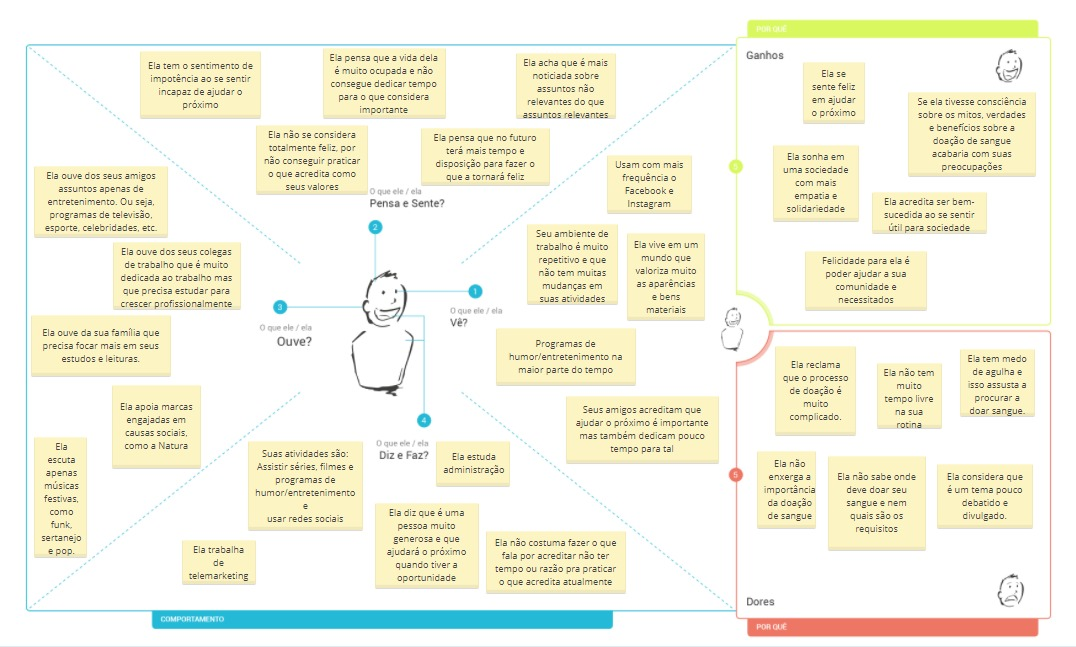 POR QUÊ
Ganhos
Ela se
sente feliz
em ajudar
o próximo
Se ela tivesse consciência
sobre os mitos, verdades
e benefícios sobre a
doação de sangue
acabaria com suas
preocupações
Ela sonha em
uma sociedade
com mais
empatia e
solidariedade
Ela acredita ser bem-
sucedida ao se sentir
útil para sociedade
Felicidade para ela é
poder ajudar a sua
comunidade e
necessitados
Ela tem o sentimento de
impotência ao se sentir
incapaz de ajudar o
próximo
Ela pensa que a vida dela
é muito ocupada e não
consegue dedicar tempo
para o que considera
importante
Ela acha que é mais
noticiada sobre
assuntos não
relevantes do que
assuntos relevantes
Ela não se considera
totalmente feliz, por
não conseguir praticar
o que acredita como
seus valores
Ela pensa que no futuro
terá mais tempo e
disposição para fazer o
que a tornará feliz
O que ele / ela
Pensa e Sente?
2
Usam com mais
frequência o
Facebook e
Instagram
Seu ambiente de
trabalho é muito
repetitivo e que
não tem muitas
mudanças em
suas atividades
Ela vive em um
mundo que
valoriza muito
as aparências
e bens
materiais
1
O que ele / ela
Vê?
Programas de
humor/entretenimento na
maior parte do tempo
Seus amigos acreditam que
ajudar o próximo é importante
mas também dedicam pouco
tempo para tal
Ela ouve dos seus amigos
assuntos apenas de
entretenimento. Ou seja,
programas de televisão,
esporte, celebridades, etc.
Ela ouve dos seus colegas
de trabalho que é muito
dedicada ao trabalho mas
que precisa estudar para
crescer profissionalmente
3
O que ele / ela
Ouve?
Ela ouve da sua família que
precisa focar mais em seus
estudos e leituras.
Ela apoia marcas
engajadas em
causas sociais,
como a Natura
Ela
escuta
apenas
músicas
festivas,
como
funk,
sertanejo
e pop.
4
O que ele / ela
Diz e Faz?
Suas atividades são:
Assistir séries, filmes e
programas de
humor/entretenimento
e
usar redes sociais
Ela estuda
administração
Ela trabalha
de
telemarketing
Ela diz que é uma
pessoa muito
generosa e que
ajudará o próximo
quando tiver a
oportunidade
Ela não costuma fazer o que
fala por acreditar não ter
tempo ou razão pra praticar
o que acredita atualmente
COMPORTAMENTO
Ela reclama
que o processo
de doação é
muito
complicado.
Ela não tem
muito
tempo livre
na sua
rotina
Ela tem medo
de agulha e
isso assusta a
procurar a
doar sangue.
5
Ela não
enxerga a
importância
da doação
de sangue
Ela não sabe onde
deve doar seu
sangue e nem
quais são os
requisitos
Ela considera que
é um tema pouco
debatido e
divulgado.
Dores
POR QUÊ